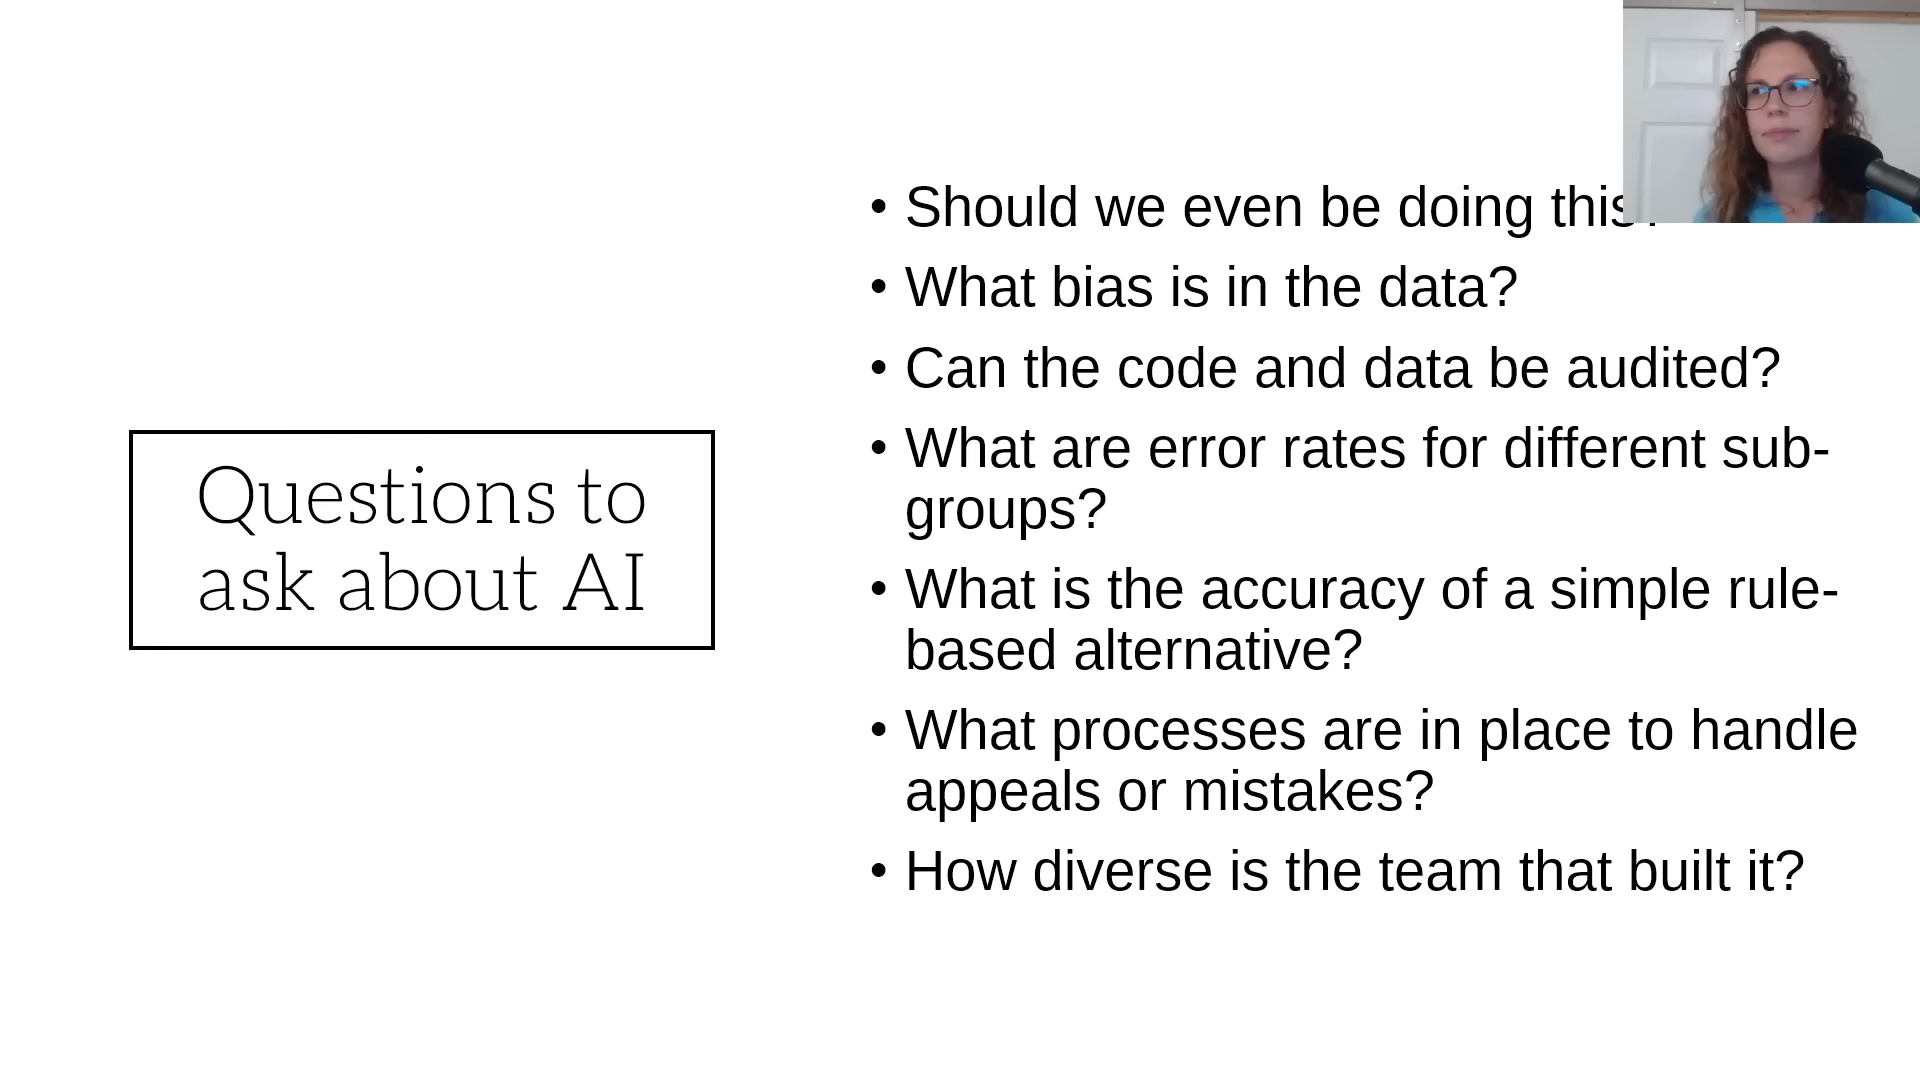 Questions to
ask about AI
• Should we even be doing this?
• What bias is in the data?
• Can the code and data be audited?
• What are error rates for different sub-
groups?
• What is the accuracy of a simple rule-
based alternative?
• What processes are in place to handle
appeals or mistakes?
• How diverse is the team that built it?